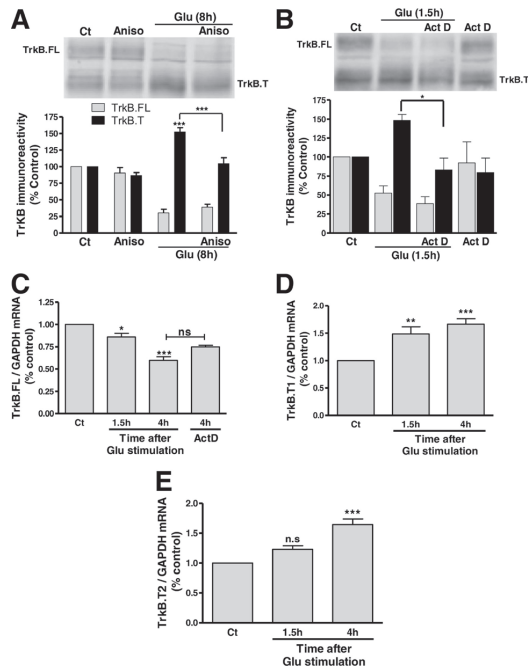 A
Glu (8h)
Ct Aniso Aniso
TrkB.FL
TrkB.T
TrkB.FL
TrkB.T
TrKB immunoreactivity
(% Control)
175
150
125
100
75
50
25
0
***
***
Ct Aniso Aniso
Glu (8h)
B
Glu (1.5h)
Ct Act D Act D
TrkB.FL
TrkB.T
TrKB immunoreactivity
(% Control)
175
150
125
100
75
50
25
0
*
Ct Act D Act D
Glu (1.5h)
C
TrkB.FL / GAPDH mRNA
(% control)
1.00
0.75
0.50
0.25
0.00
*
***
ns
Ct 1.5h 4h 4h
Time after
Glu stimulation
ActD
D
TrkB.T1 / GAPDH mRNA
(% control)
2.0
1.5
1.0
0.5
0.0
**
***
Ct 1.5h 4h
Time after
Glu stimulation
E
TrkB.T2 / GAPDH mRNA
(% control)
2.0
1.5
1.0
0.5
0.0
n.s
***
Ct 1.5h 4h
Time after
Glu stimulation